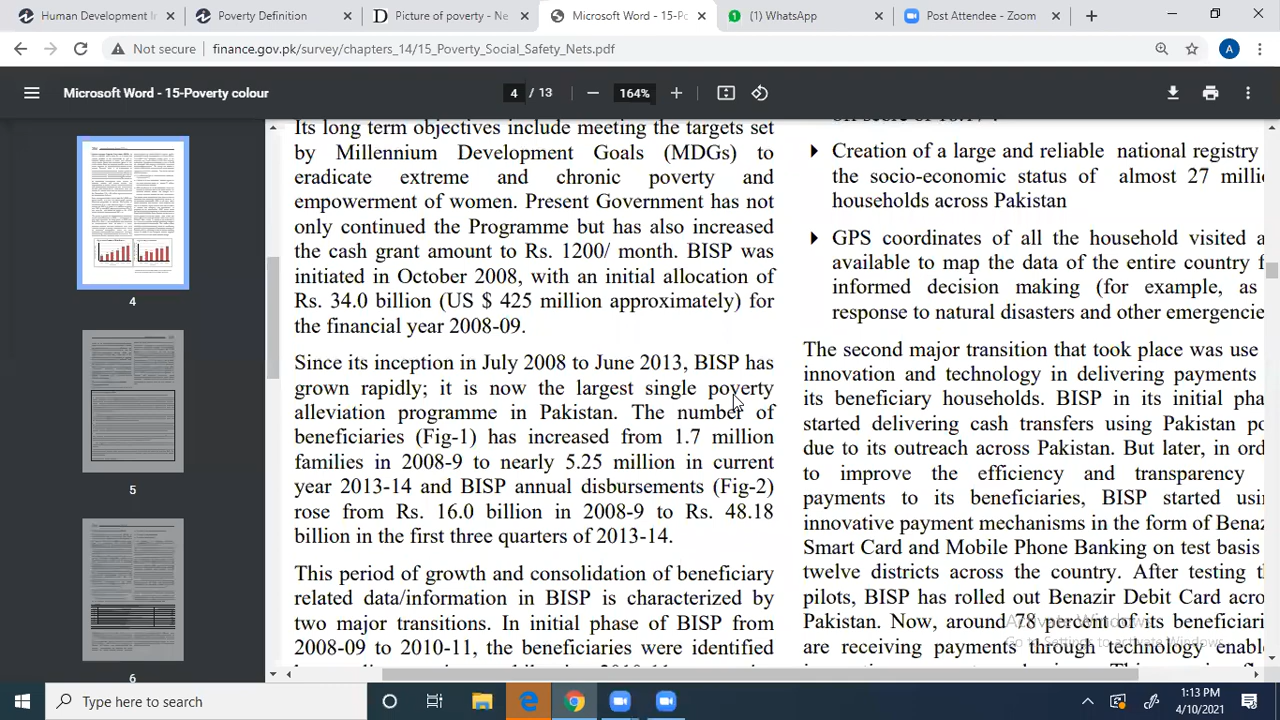 Human Development I
Poverty Definition
Picture of poverty - Ne
Microsoft Word - 15-Po
(1) WhatsApp
Post Attendee - Zoom
Not secure
finance.gov.pk/survey/chapters_14/15_Poverty_Social_Safety_Nets.pdf
A
Microsoft Word - 15-Poverty colour
4 / 13
164%
4
5
6
Its long term objectives include meeting the targets set
by Millennium Development Goals (MDGs) to
eradicate extreme and chronic poverty and
empowerment of women. Present Government has not
only continued the Programme but has also increased
the cash grant amount to Rs. 1200/ month. BISP was
initiated in October 2008, with an initial allocation of
Rs. 34.0 billion (US $ 425 million approximately) for
the financial year 2008-09.
Since its inception in July 2008 to June 2013, BISP has
grown rapidly; it is now the largest single poverty
alleviation programme in Pakistan. The number of
beneficiaries (Fig-1) has increased from 1.7 million
families in 2008-9 to nearly 5.25 million in current
year 2013-14 and BISP annual disbursements (Fig-2)
rose from Rs. 16.0 billion in 2008-9 to Rs. 48.18
billion in the first three quarters of 2013-14.
This period of growth and consolidation of beneficiary
related data/information in BISP is characterized by
two major transitions. In initial phase of BISP from
2008-09 to 2010-11, the beneficiaries were identified
Creation of a large and reliable national registry
the socio-economic status of almost 27 milli
households across Pakistan
GPS coordinates of all the household visited a
available to map the data of the entire country f
informed decision making (for example, as
response to natural disasters and other emergencie
The second major transition that took place was use
innovation and technology in delivering payments
its beneficiary households. BISP in its initial pha
started delivering cash transfers using Pakistan po
due to its outreach across Pakistan. But later, in ord
to improve the efficiency and transparency
payments to its beneficiaries, BISP started usin
innovative payment mechanisms in the form of Benaz
Smart Card and Mobile Phone Banking on test basis
twelve districts across the country. After testing t
pilots, BISP has rolled out Benazir Debit Card acro
Pakistan. Now, around 78 percent of its beneficiari
are receiving payments through technology enabl
Activate Windows
Go to Settings to activate Windows.
Type here to search
1:13 PM
4/10/2021